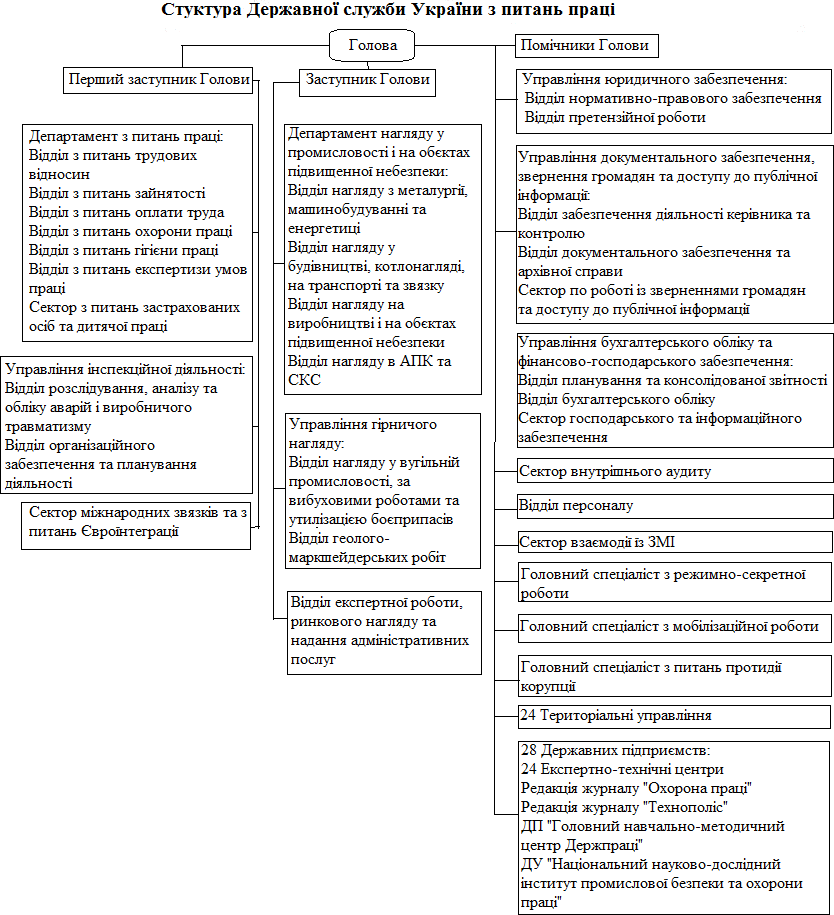 Стуктура Державної служби України з питань праці
Голова
Помічники Голови
Перший заступник Голови
Заступник Голови
Департамент з питань праці:
Відділ з питань трудових
відносин
Відділ з питань зайнятості
Відділ з питань оплати труда
Відділ з питань охорони праці
Відділ з питань гігієни праці
Відділ з питань експертизи умов
праці
Сектор з питань застрахованих
осіб та дитячої праці
Управління інспекційної діяльності:
Відділ розслідування, аналізу та
обліку аварій і виробничого
травматизму
Відділ організаційного
забезпечення та планування
діяльності
Сектор міжнародних звязків та з
питань Євроінтеграції
Департамент нагляду у
промисловості і на обєктах
підвищенної небезпеки:
Відділ нагляду з металургії,
машинобудуванні та
енергетиці
Відділ нагляду у
будівництві, котлонагляді,
на транспорті та звязку
Відділ нагляду на
виробництві і на обєктах
підвищенної небезпеки
Відділ нагляду в АПК та
СКС
Управління гірничого
нагляду:
Відділ нагляду у вугільній
промисловості, за
вибуховими роботами та
утилізацією боєприпасів
Відділ геолого-
маркшейдерських робіт
Відділ експертної роботи,
ринкового нагляду та
надання адміністративних
послуг
Управління юридичного забезпечення:
Відділ нормативно-правового забезпечення
Відділ претензійної роботи
Управління документального забезпечення,
звернення громадян та доступу до публічної
інформації:
Відділ забезпечення діяльності керівника та
контролю
Відділ документального забезпечення та
архівної справи
Сектор по роботі із зверненнями громадян
та доступу до публічної інформації
Управління бухгалтерського обліку та
фінансово-господарського забезпечення:
Відділ планування та консолідованої звітності
Відділ бухгалтерського обліку
Сектор господарського та інформаційного
забезпечення
Сектор внутрішнього аудиту
Відділ персоналу
Сектор взаємодії їз ЗМІ
Головний спеціаліст з режимно-секретної
роботи
Головний спеціаліст з мобілізаційної роботи
Головний спеціаліст з питань протидії
корупції
24 Територіальні управління
28 Державних підприємств:
24 Експертно-технічні центри
Редакція журналу "Охорона праці"
Редакція журналу "Технополіс"
ДП "Головний навчально-методичний
центр Держпраці"
ДУ "Національний науково-дослідний
інститут промислової безпеки та охорони
праці"